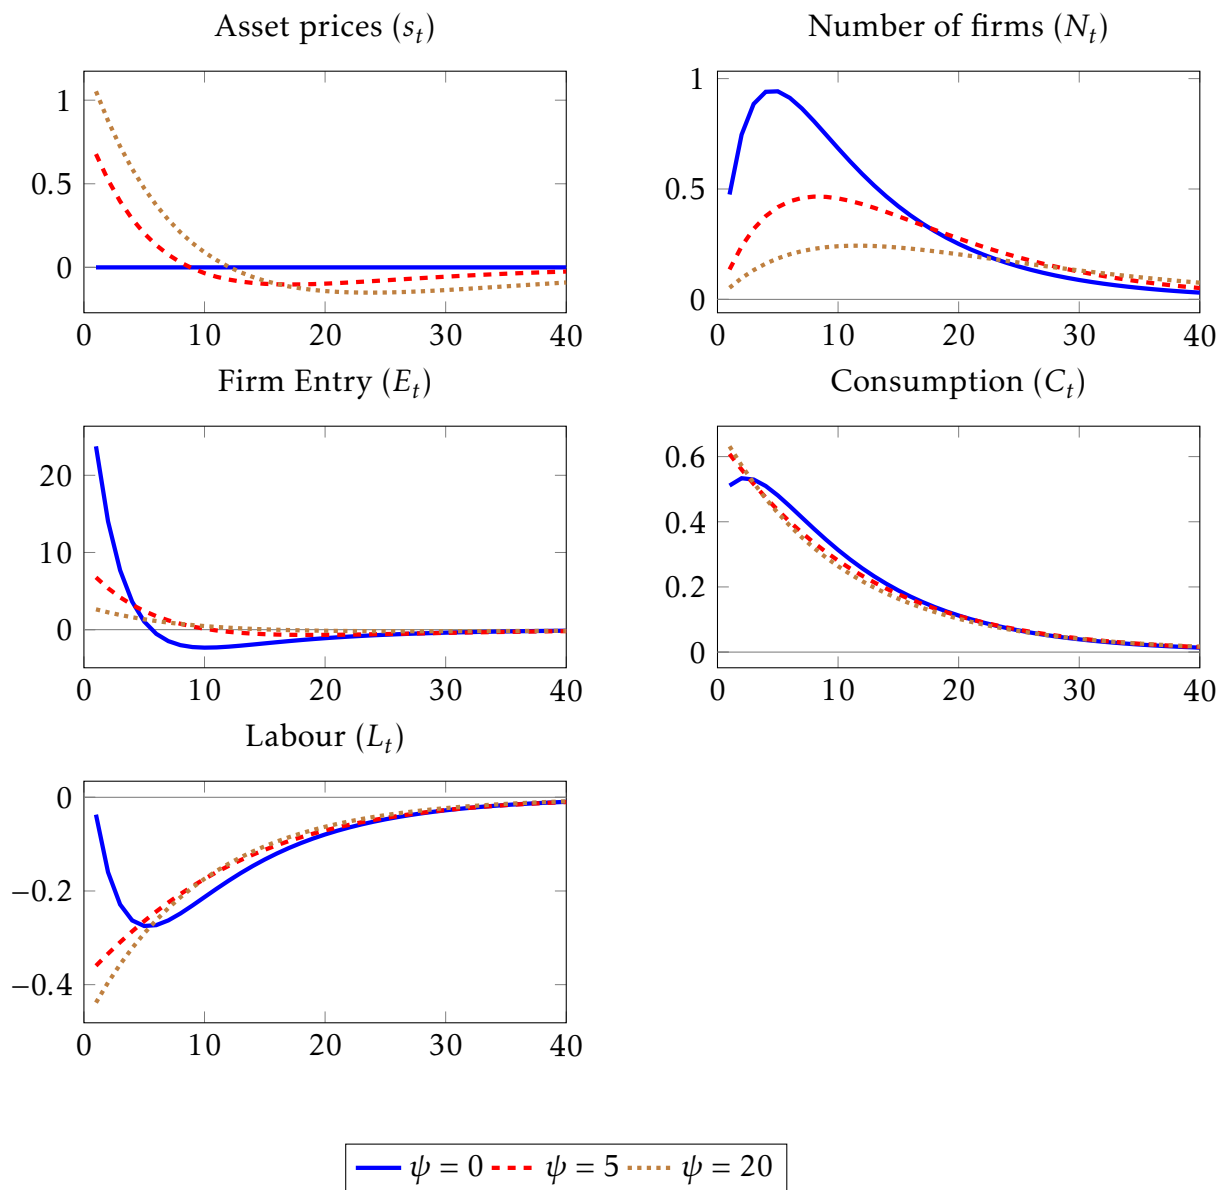 Asset prices (s_t)
1
0.5
0
0 10 20 30 40
Number of firms (N_t)
1
0.5
0
0 10 20 30 40
Firm Entry (E_t)
20
10
0
0 10 20 30 40
Consumption (C_t)
0.6
0.4
0.2
0
0 10 20 30 40
Labour (L_t)
0
−0.2
−0.4
0 10 20 30 40
ψ = 0 ψ = 5 ψ = 20